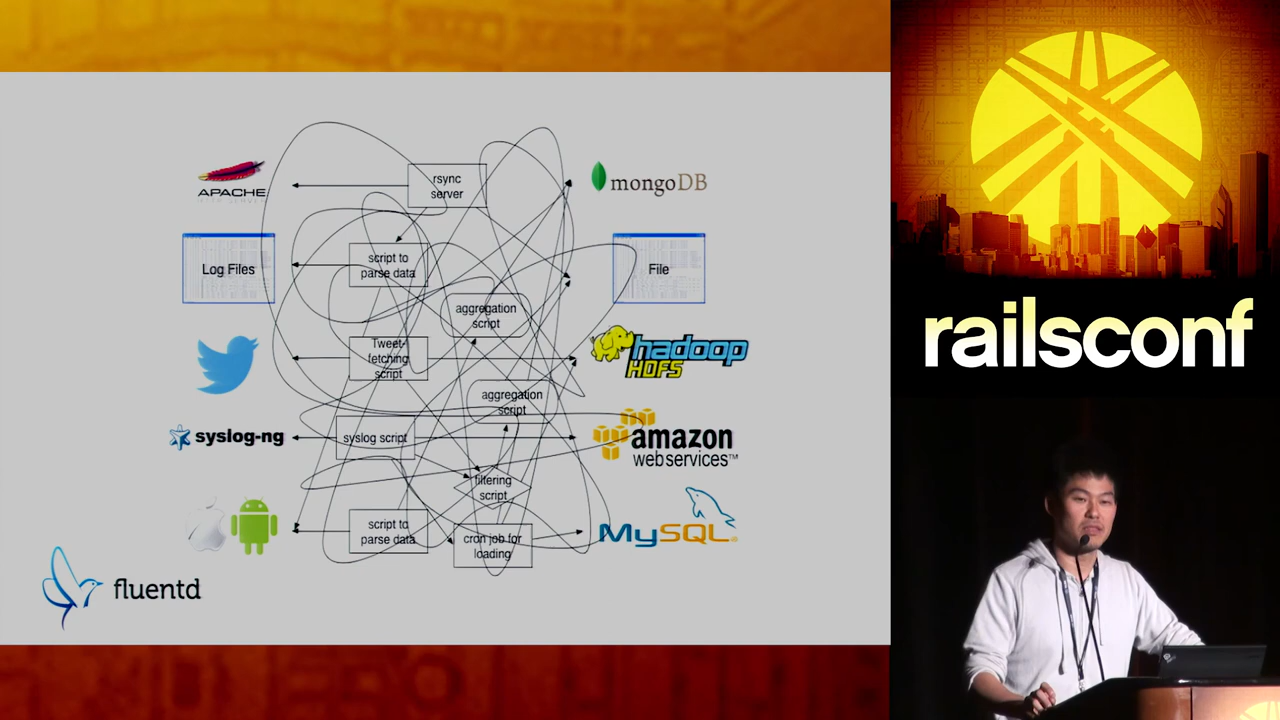 APACHE
rsync
server
mongoDB
Log Files
script to
parse data
File
aggregation
script
Tweet-
fetching
script
hadoop
HDFS
aggregation
script
syslog-ng
syslog script
amazon
webservices™
filtering
script
script to
parse data
cron job for
loading
MySQL
fluentd
railsconf